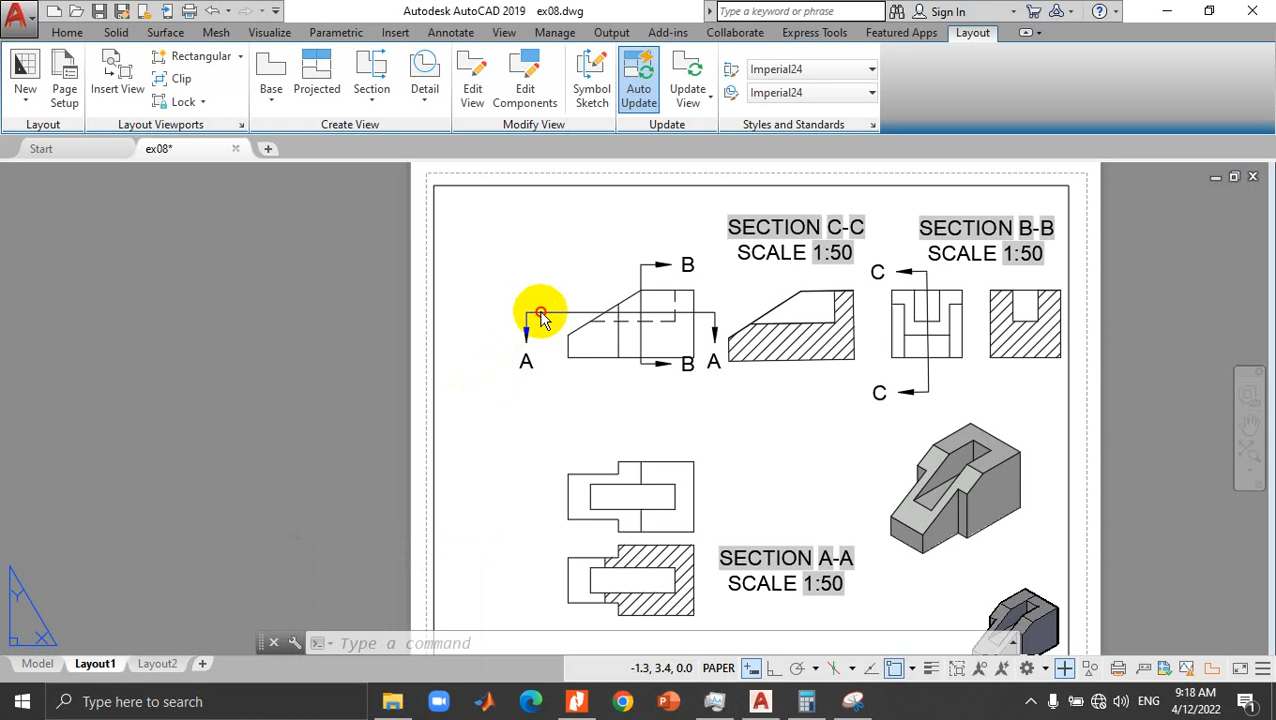 Autodesk AutoCAD 2019 ex08.dwg
Type a keyword or phrase
Sign In
Home Solid Surface Mesh Visualize Parametric Insert Annotate View Manage Output Add-ins Collaborate Express Tools Featured Apps Layout
New
Page Setup
Insert View
Rectangular
Clip
Lock
Base
Projected
Section
Detail
Edit View
Edit Components
Symbol Sketch
Auto Update
Update View
Imperial24
Imperial24
Layout
Layout Viewports
Create View
Modify View
Update
Styles and Standards
Start
ex08*
SECTION C-C
SCALE 1:50
SECTION B-B
SCALE 1:50
B
C
A
B
A
C
SECTION A-A
SCALE 1:50
Y
X
Type a command
Model Layout1 Layout2
-1.3, 3.4, 0.0 PAPER
Type here to search
ENG
9:18 AM
4/12/2022